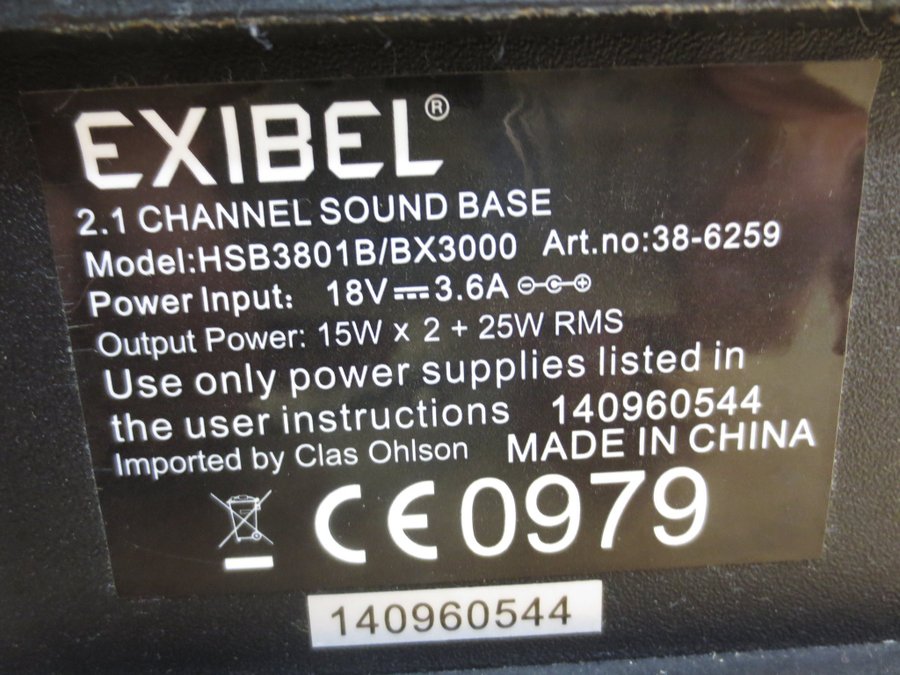 EXIBEL®
2.1 CHANNEL SOUND BASE
Model:HSB3801B/BX3000 Art.no:38-6259
Power Input: 18V⎓3.6A
Output Power: 15W x 2 + 25W RMS
Use only power supplies listed in
the user instructions 140960544
Imported by Clas Ohlson MADE IN CHINA
CE0979
140960544